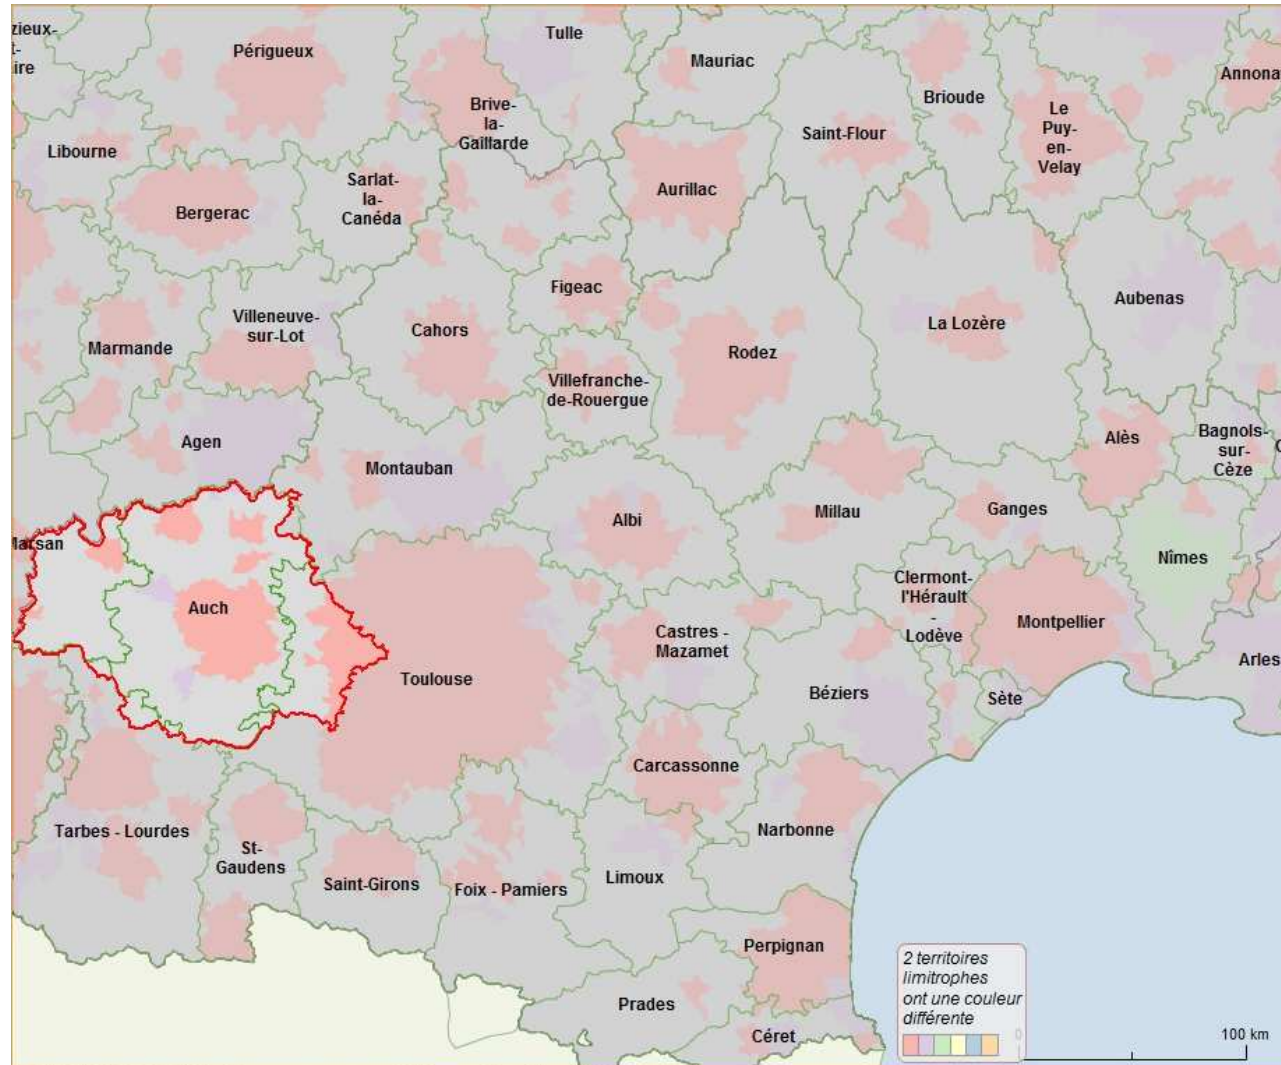 zieux-
t-
ire
Périgueux
Tulle
Mauriac
Brive-
la-
Gaillarde
Brioude
Annona
Le
Puy-
en-
Velay
Libourne
Saint-Flour
Sarlat-
la-
Canéda
Bergerac
Aurillac
Figeac
Aubenas
Villeneuve-
sur-Lot
Cahors
La Lozère
Marmande
Rodez
Villefranche-
de-Rouergue
Agen
Montauban
Alès
Bagnols-
sur-
Cèze
Albi
Millau
Ganges
Marsan
Nîmes
Clermont-
l'Hérault
-
Lodève
Auch
Castres -
Mazamet
Montpellier
Arles
Toulouse
Béziers
Sète
Carcassonne
Tarbes - Lourdes
St-
Gaudens
Narbonne
Saint-Girons
Foix - Pamiers
Limoux
Perpignan
Prades
Céret
2 territoires
limitrophes
ont une couleur
différente
0
100 km